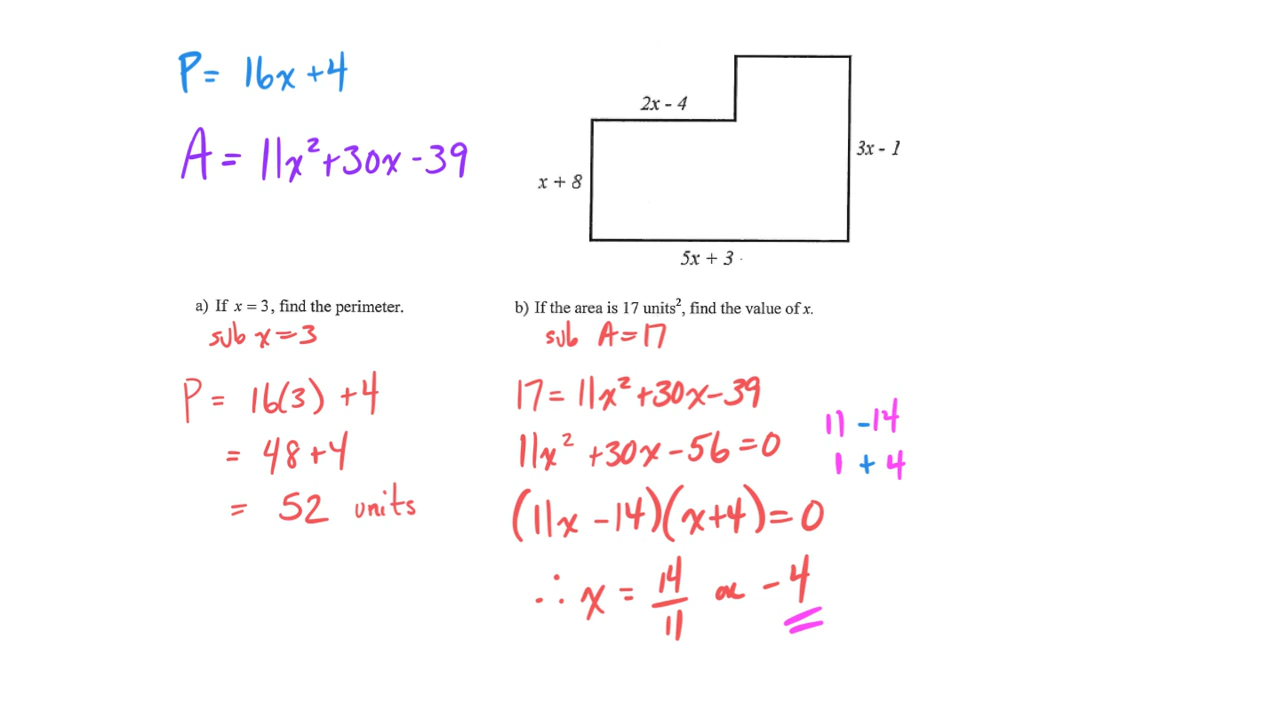 P = 16x + 4
A = 11x² + 30x - 39
2x - 4
3x - 1
x + 8
5x + 3
a) If x = 3, find the perimeter.
sub x = 3
P = 16(3) + 4
= 48 + 4
= 52 units
b) If the area is 17 units², find the value of x.
sub A = 17
17 = 11x² + 30x - 39
11x² + 30x - 56 = 0
11 -14
1 + 4
(11x - 14)(x + 4) = 0
∴ x = 14/11 or - 4